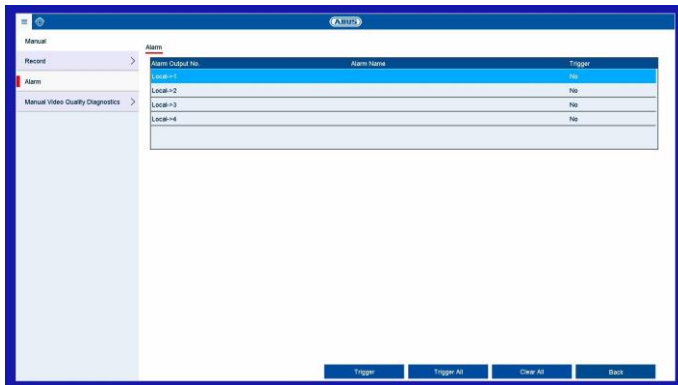 ABUS
Manual
Record
Alarm
Manual Video Quality Diagnostics
Alarm
Alarm Output No. Alarm Name Trigger
Local->1 No
Local->2 No
Local->3 No
Local->4 No
Trigger Trigger All Clear All Back